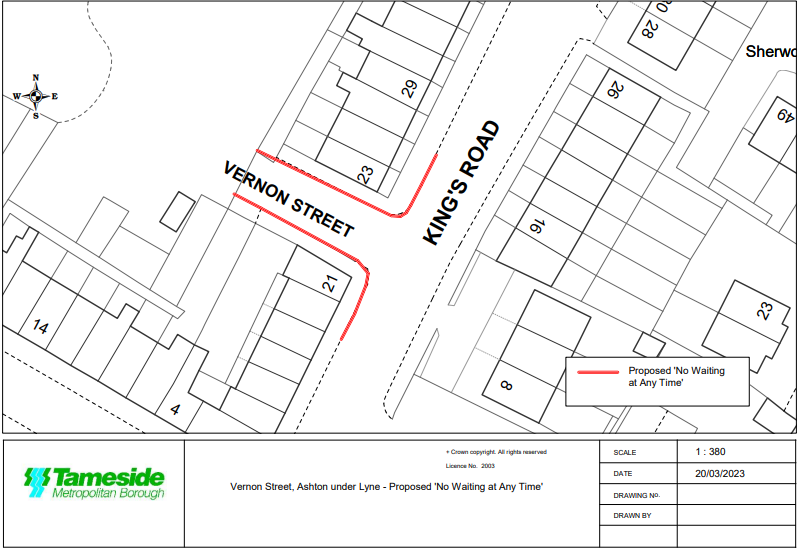 20
28
Sherwo
29
26
49
N
W E
S
23
VERNON STREET
KING'S ROAD
16
21
23
14
8
4
Proposed 'No Waiting
at Any Time'
+ Crown copyright. All rights reserved
Licence No. 2003
Vernon Street, Ashton under Lyne - Proposed 'No Waiting at Any Time'
Tameside
Metropolitan Borough
SCALE 1 : 380
DATE 20/03/2023
DRAWING No.
DRAWN BY